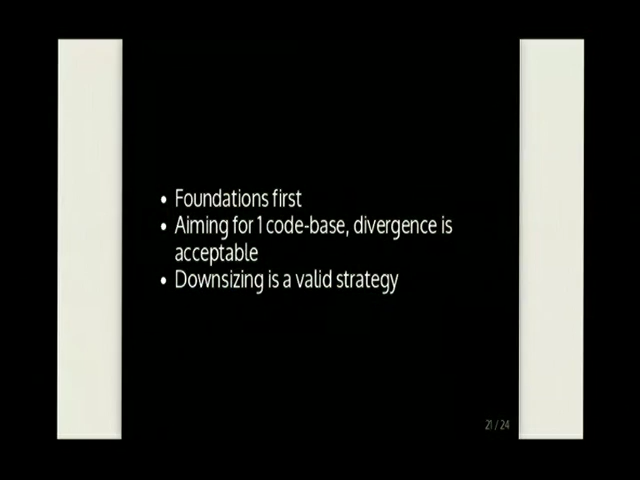 • Foundations first
• Aiming for 1 code-base, divergence is
acceptable
• Downsizing is a valid strategy
21 / 24